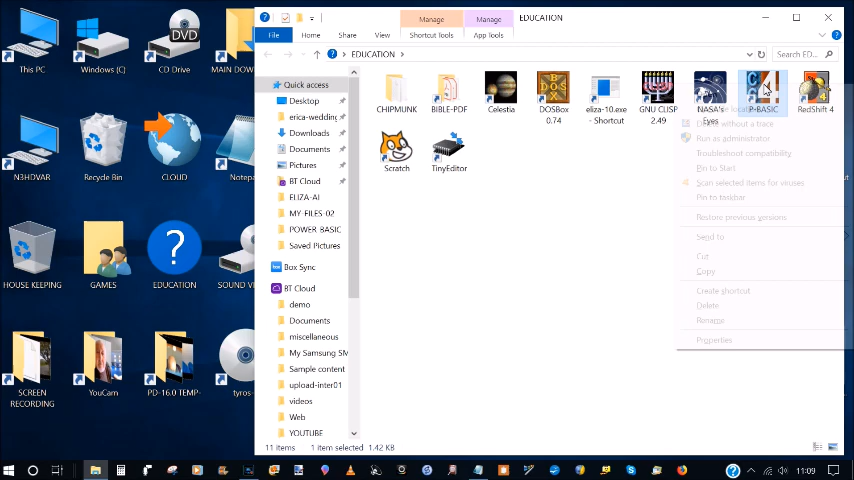 Manage Manage EDUCATION
File Home Share View Shortcut Tools App Tools
EDUCATION Search ED...
This PC Windows (C) CD Drive MAIN DOW
N3HDVAR Recycle Bin CLOUD Notepa
HOUSE KEEPING GAMES EDUCATION SOUND VI
SCREEN RECORDING YouCam PD-16.0 TEMP- tyros-
DVD
Quick access
Desktop
erica-wedding
Downloads
Documents
Pictures
BT Cloud
ELIZA-AI
MY-FILES-02
POWER BASIC
Saved Pictures
Box Sync
BT Cloud
demo
Documents
miscellaneous
My Samsung SM
Sample content
upload-inter01
videos
Web
YOUTUBE
CHIPMUNK BIBLE-PDF Celestia DOSBox 0.74 eliza-10.exe - Shortcut GNU CLISP 2.49 NASA's Eyes P-BASIC RedShift 4
Scratch TinyEditor
without a trace
Run as administrator
Troubleshoot compatibility
Pin to Start
Scan selected items for viruses
Pin to taskbar
Restore previous versions
Send to
Cut
Copy
Create shortcut
Delete
Rename
Properties
11 items 1 item selected 1.42 KB
11:09